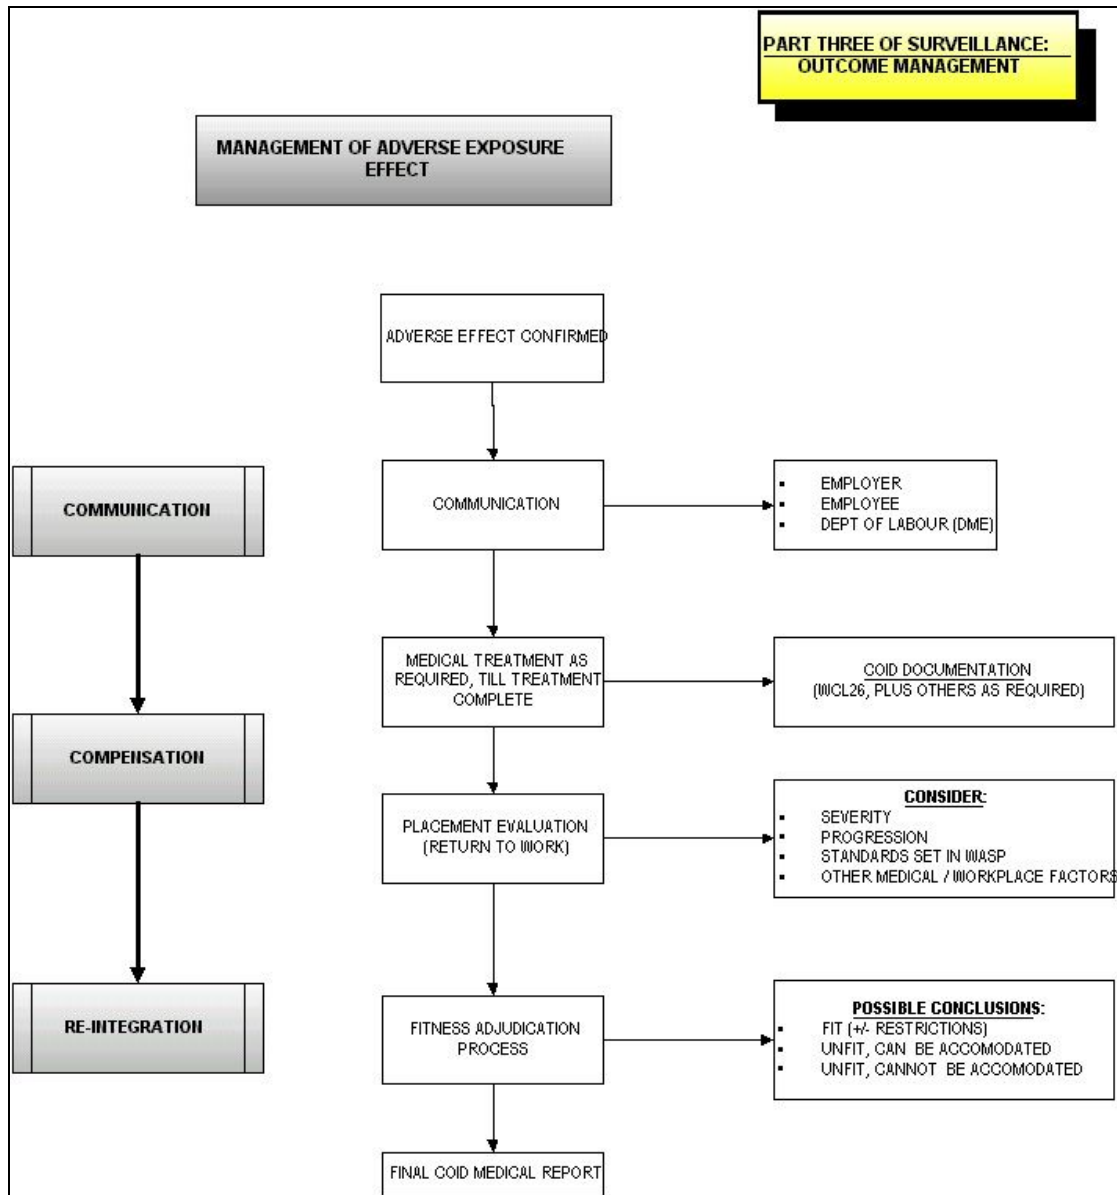 PART THREE OF SURVEILLANCE:
OUTCOME MANAGEMENT
MANAGEMENT OF ADVERSE EXPOSURE
EFFECT
ADVERSE EFFECT CONFIRMED
COMMUNICATION
COMMUNICATION
▪ EMPLOYER
▪ EMPLOYEE
▪ DEPT OF LABOUR (DME)
MEDICAL TREATMENT AS
REQUIRED, TILL TREATMENT
COMPLETE
COID DOCUMENTATION
(WCL26, PLUS OTHERS AS REQUIRED)
COMPENSATION
PLACEMENT EVALUATION
(RETURN TO WORK)
CONSIDER:
▪ SEVERITY
▪ PROGRESSION
▪ STANDARDS SET IN WASP
▪ OTHER MEDICAL / WORKPLACE FACTORS
RE-INTEGRATION
FITNESS ADJUDICATION
PROCESS
POSSIBLE CONCLUSIONS:
▪ FIT (+/- RESTRICTIONS)
▪ UNFIT, CAN BE ACCOMODATED
▪ UNFIT, CANNOT BE ACCOMODATED
FINAL COID MEDICAL REPORT